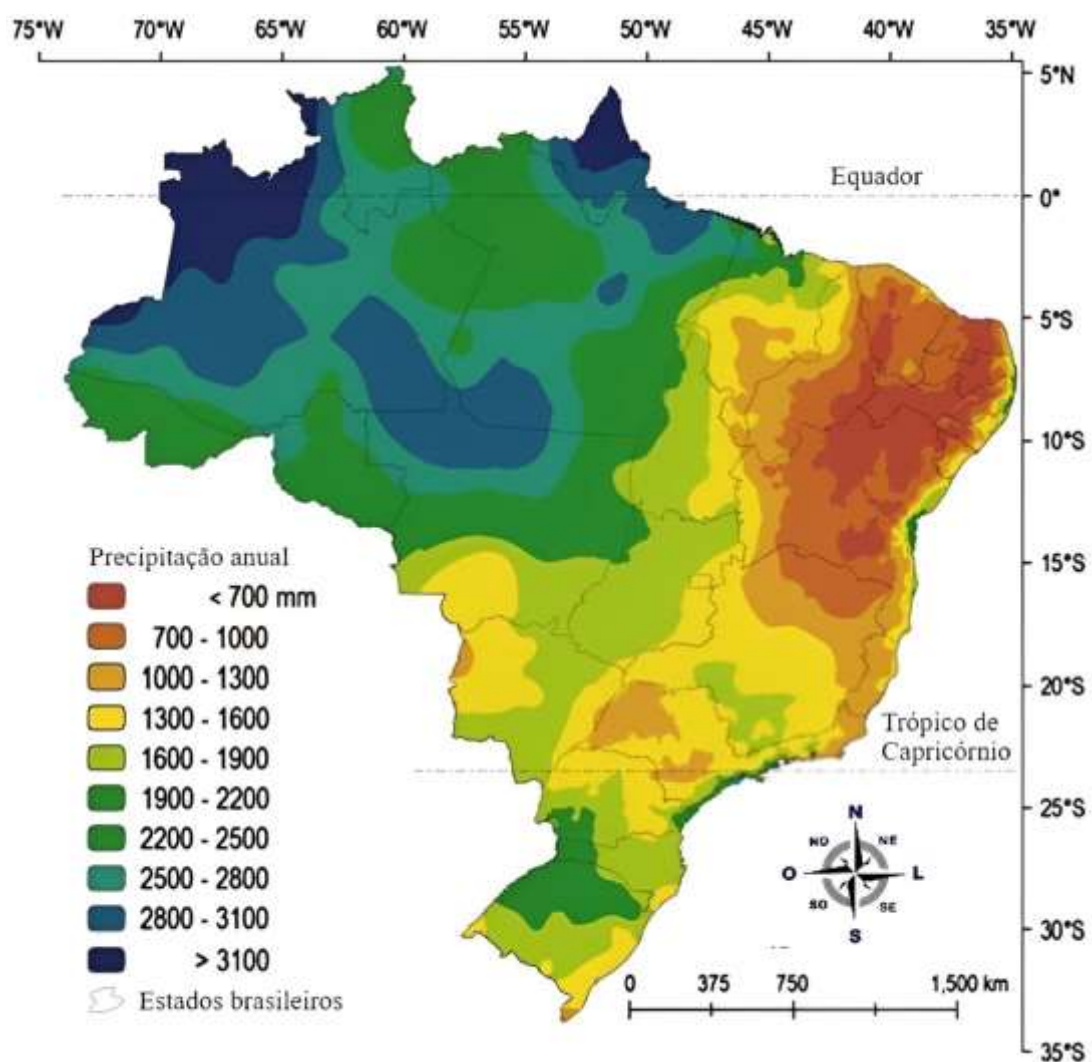 75°W 70°W 65°W 60°W 55°W 50°W 45°W 40°W 35°W
5°N
Equador
0°
5°S
10°S
15°S
Precipitação anual
< 700 mm
700 - 1000
1000 - 1300
1300 - 1600
1600 - 1900
1900 - 2200
2200 - 2500
2500 - 2800
2800 - 3100
> 3100
Estados brasileiros
20°S
Trópico de
Capricórnio
25°S
N
NO NE
O L
SO SE
S
30°S
0 375 750 1,500 km
35°S